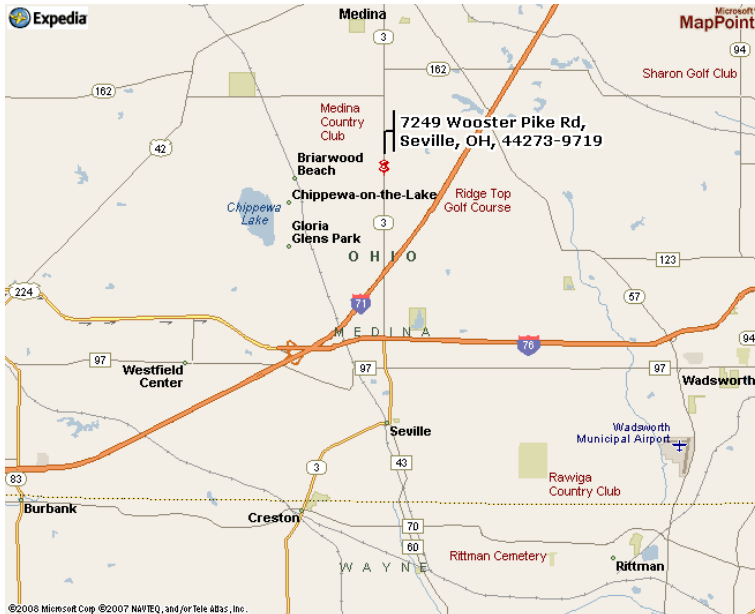 Expedia
Medina
Microsoft
MapPoint
3
94
162
Sharon Golf Club
162
Medina
Country
Club
7249 Wooster Pike Rd,
Seville, OH, 44273-9719
42
Briarwood
Beach
Chippewa-on-the-Lake
Ridge Top
Golf Course
Chippewa
Lake
Gloria
Glens Park
3
OHIO
123
224
57
71
MEDINA
76
94
97
Westfield
Center
97
97
Wadsworth
Seville
Wadsworth
Municipal Airport
3
43
83
Rawiga
Country Club
Burbank
Creston
70
60
Rittman Cemetery
Rittman
WAYNE
©2008 Microsoft Corp ©2007 NAVTEQ, and/or Tele Atlas, Inc.